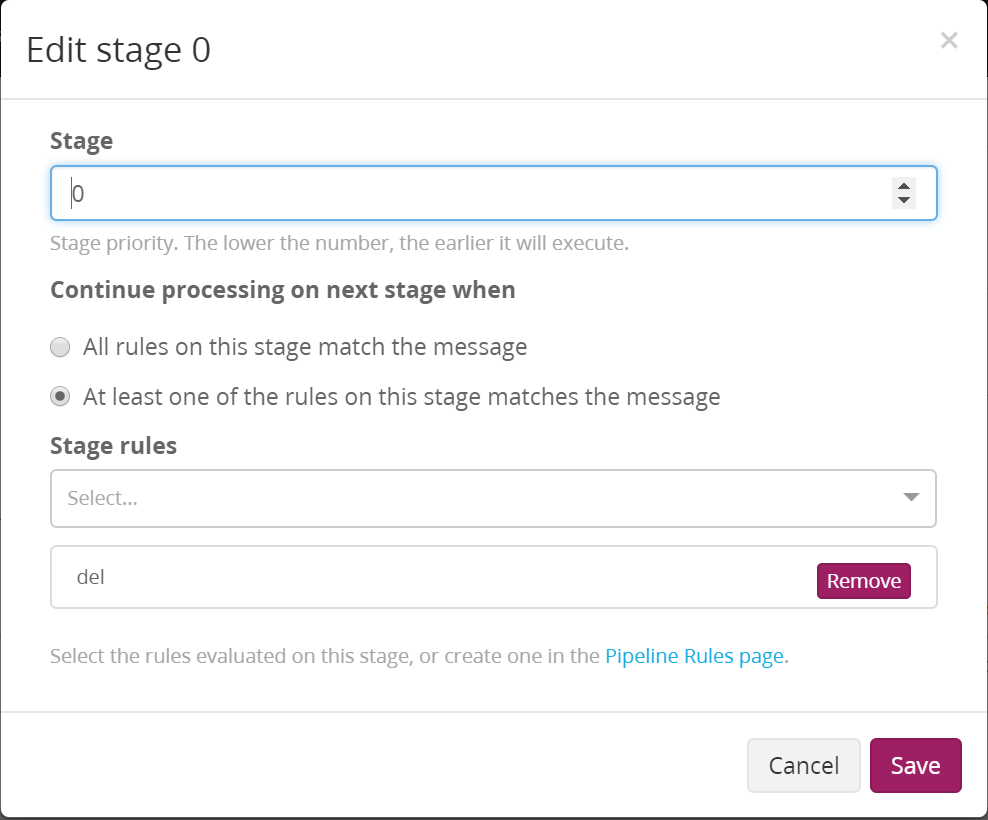 Edit stage 0
×
Stage
0
Stage priority. The lower the number, the earlier it will execute.
Continue processing on next stage when
All rules on this stage match the message
At least one of the rules on this stage matches the message
Stage rules
Select...
del
Remove
Select the rules evaluated on this stage, or create one in the Pipeline Rules page.
Cancel
Save